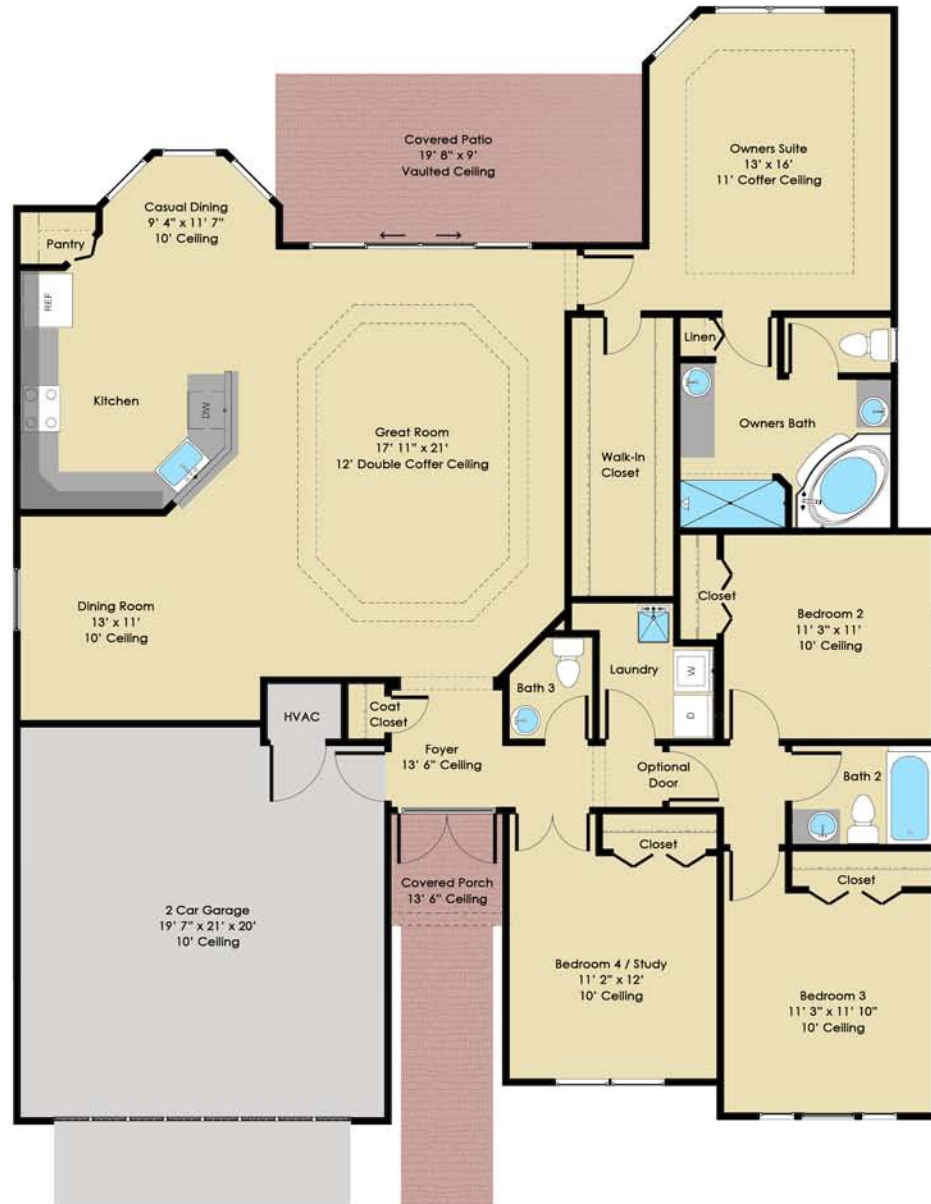 Covered Patio
19' 8" x 9'
Vaulted Ceiling
Owners Suite
13' x 16'
11' Coffer Ceiling
Casual Dining
9' 4" x 11' 7"
10' Ceiling
Pantry
REF
Kitchen
DW
Great Room
17' 11" x 21'
12' Double Coffer Ceiling
Linen
Owners Bath
Walk-In
Closet
Dining Room
13' x 11'
10' Ceiling
Closet
Bedroom 2
11' 3" x 11'
10' Ceiling
Laundry
W
D
Bath 3
HVAC
Coat
Closet
Foyer
13' 6" Ceiling
Optional
Door
Bath 2
Closet
Closet
Covered Porch
13' 6" Ceiling
2 Car Garage
19' 7" x 21' x 20'
10' Ceiling
Bedroom 4 / Study
11' 2" x 12'
10' Ceiling
Bedroom 3
11' 3" x 11' 10"
10' Ceiling